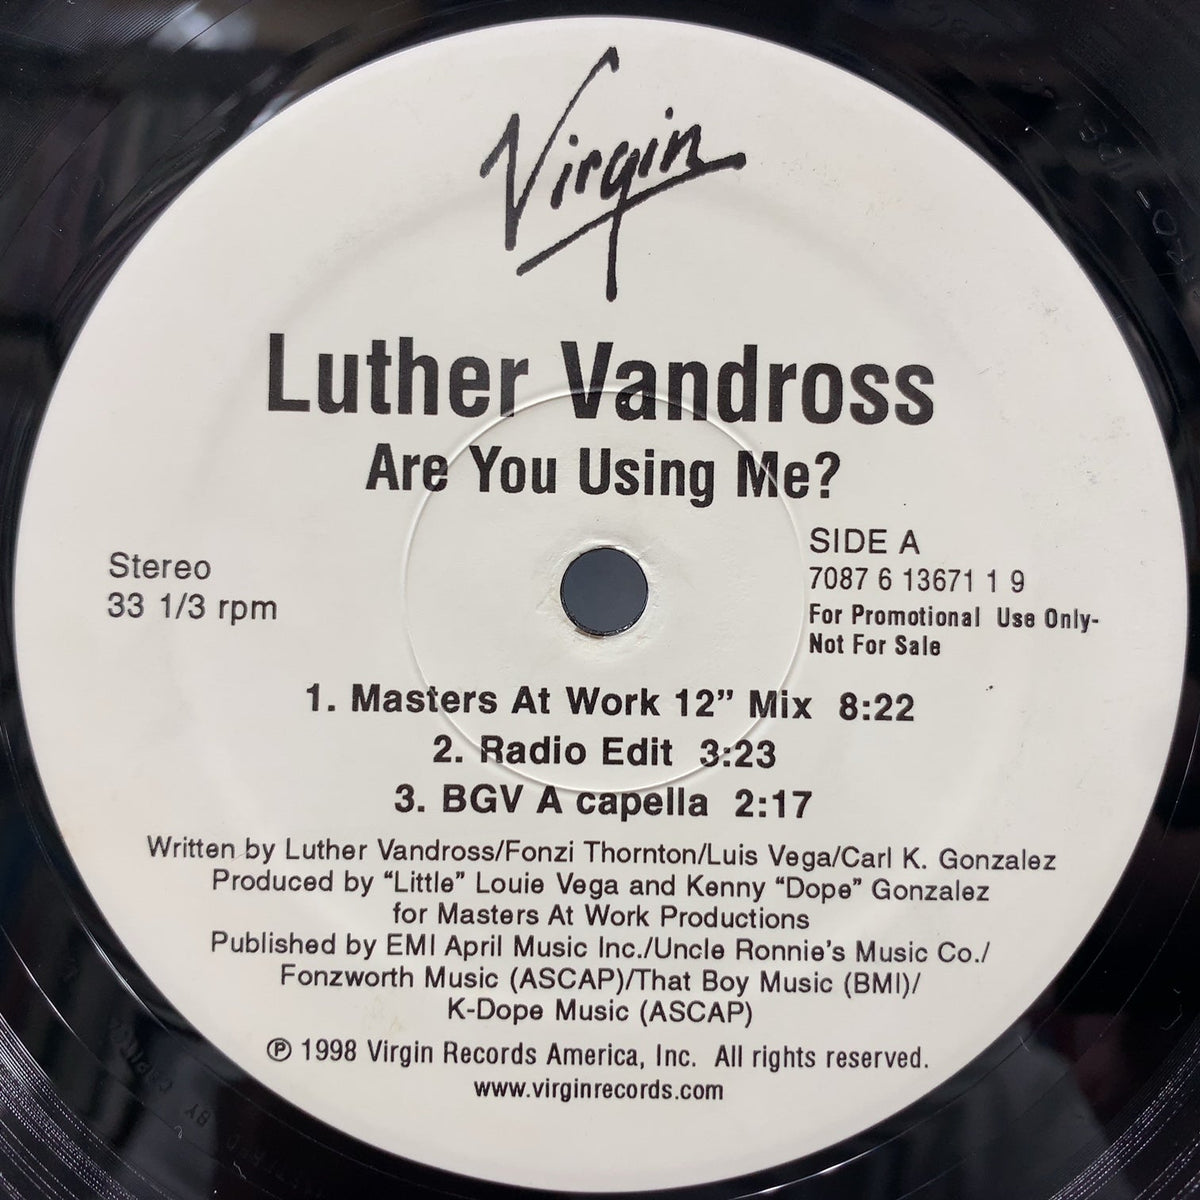 Virgin
Luther Vandross
Are You Using Me?
Stereo
33 1/3 rpm
SIDE A
7087 6 13671 1 9
For Promotional Use Only-
Not For Sale
1. Masters At Work 12” Mix 8:22
2. Radio Edit 3:23
3. BGV A capella 2:17
Written by Luther Vandross/Fonzi Thornton/Luis Vega/Carl K. Gonzalez
Produced by “Little” Louie Vega and Kenny “Dope” Gonzalez
for Masters At Work Productions
Published by EMI April Music Inc./Uncle Ronnie's Music Co./
Fonzworth Music (ASCAP)/That Boy Music (BMI)/
K-Dope Music (ASCAP)
℗ 1998 Virgin Records America, Inc. All rights reserved.
www.virginrecords.com